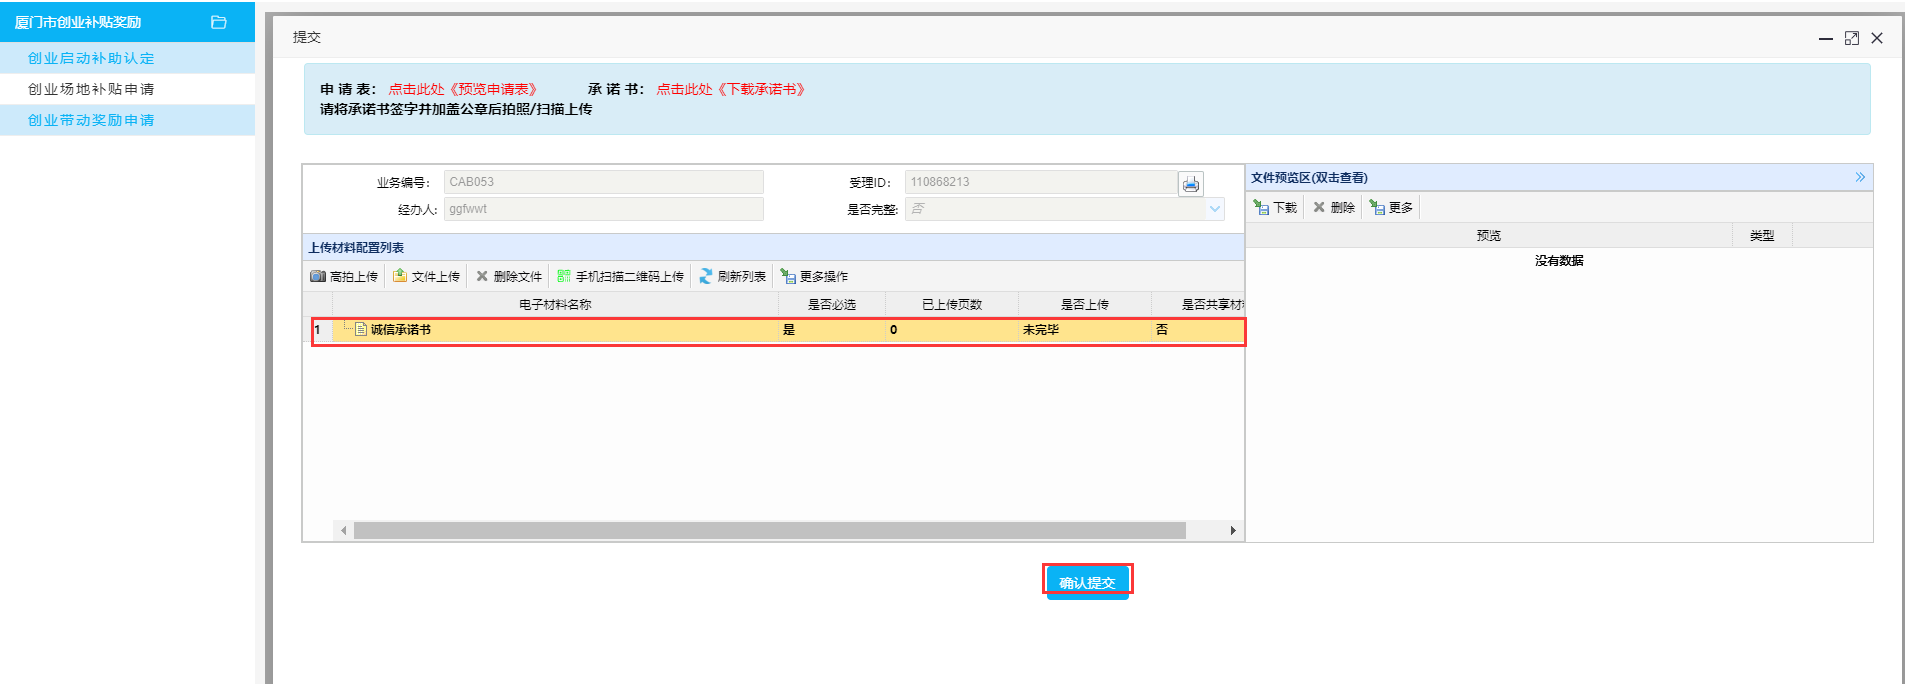 厦门市创业补贴奖励
创业启动补助认定
创业场地补贴申请
创业带动奖励申请
提交
申 请 表： 点击此处《预览申请表》 承 诺 书： 点击此处《下载承诺书》
请将承诺书签字并加盖公章后拍照/扫描上传
业务编号： CAB053 受理ID： 110868213
经办人: ggfwwt 是否完整: 否
上传材料配置列表
高拍上传 文件上传 删除文件 手机扫描二维码上传 刷新列表 更多操作
电子材料名称 是否必选 已上传页数 是否上传 是否共享材
1 诚信承诺书 是 0 未完毕 否
文件预览区(双击查看)
下载 删除 更多
预览 类型
没有数据
确认提交